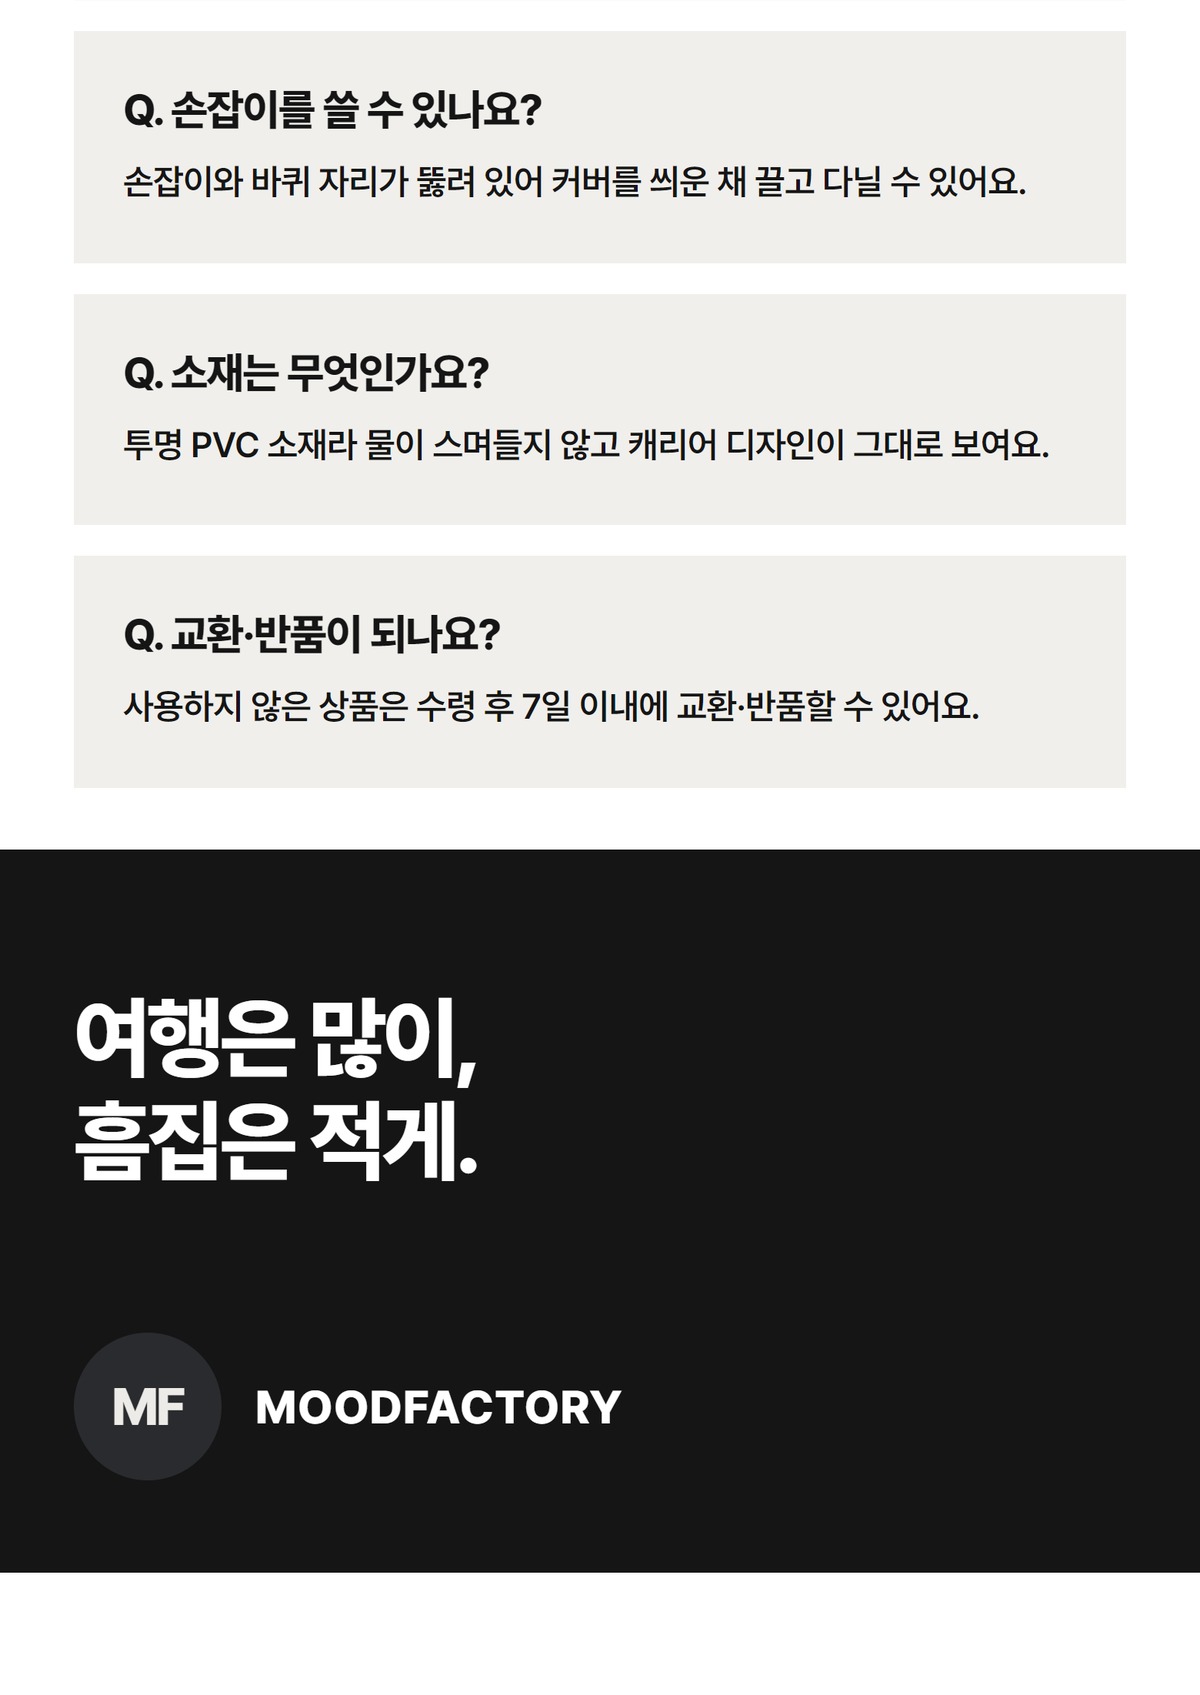 Q. 손잡이를 쓸 수 있나요?
손잡이와 바퀴 자리가 뚫려 있어 커버를 씌운 채 끌고 다닐 수 있어요.
Q. 소재는 무엇인가요?
투명 PVC 소재라 물이 스며들지 않고 캐리어 디자인이 그대로 보여요.
Q. 교환·반품이 되나요?
사용하지 않은 상품은 수령 후 7일 이내에 교환·반품할 수 있어요.
여행은 많이,
흠집은 적게.
MF
MOODFACTORY